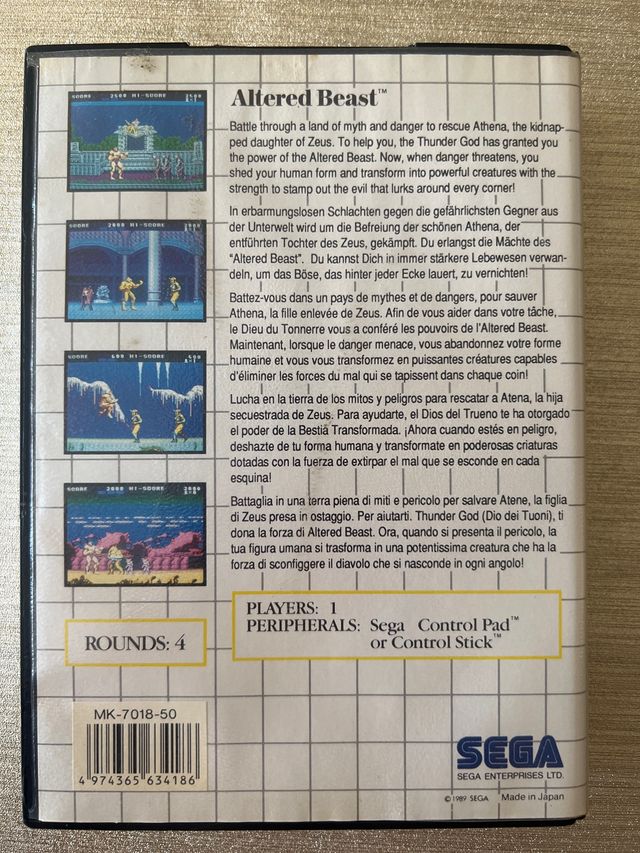 Altered Beast™
Battle through a land of myth and danger to rescue Athena, the kidnap-
ped daughter of Zeus. To help you, the Thunder God has granted you
the power of the Altered Beast. Now, when danger threatens, you
shed your human form and transform into powerful creatures with the
strength to stamp out the evil that lurks around every corner!
In erbarmungslosen Schlachten gegen die gefährlichsten Gegner aus
der Unterwelt wird um die Befreiung der schönen Athena, der
entführten Tochter des Zeus, gekämpft. Du erlangst die Mächte des
"Altered Beast". Du kannst Dich in immer stärkere Lebewesen verwan-
deln, um das Böse, das hinter jeder Ecke lauert, zu vernichten!
Battez-vous dans un pays de mythes et de dangers, pour sauver
Athena, la fille enlevée de Zeus. Afin de vous aider dans votre tâche,
le Dieu du Tonnerre vous a conféré les pouvoirs de l'Altered Beast.
Maintenant, lorsque le danger menace, vous abandonnez votre forme
humaine et vous vous transformez en puissantes créatures capables
d'éliminer les forces du mal qui se tapissent dans chaque coin!
Lucha en la tierra de los mitos y peligros para rescatar a Atena, la hija
secuestrada de Zeus. Para ayudarte, el Dios del Trueno te ha otorgado
el poder de la Bestia Transformada. ¡Ahora cuando estés en peligro,
deshazte de tu forma humana y transformate en poderosas criaturas
dotadas con la fuerza de extirpar el mal que se esconde en cada
esquina!
Battaglia in una terra piena di miti e pericolo per salvare Atene, la figlia
di Zeus presa in ostaggio. Per aiutarti. Thunder God (Dio dei Tuoni), ti
dona la forza di Altered Beast. Ora, quando si presenta il pericolo, la
tua figura umana si trasforma in una potentissima creatura che ha la
forza di sconfiggere il diavolo che si nasconde in ogni angolo!
PLAYERS: 1
PERIPHERALS: Sega Control Pad™
or Control Stick™
ROUNDS: 4
MK-7018-50
4 974365 634186
SEGA
SEGA ENTERPRISES LTD.
© 1989 SEGA Made in Japan
SCORE 2500 HI-SCORE
SCORE 2000 HI-SCORE
SCORE 600 HI-SCORE 600
SCORE 2000 HI-SCORE 2000